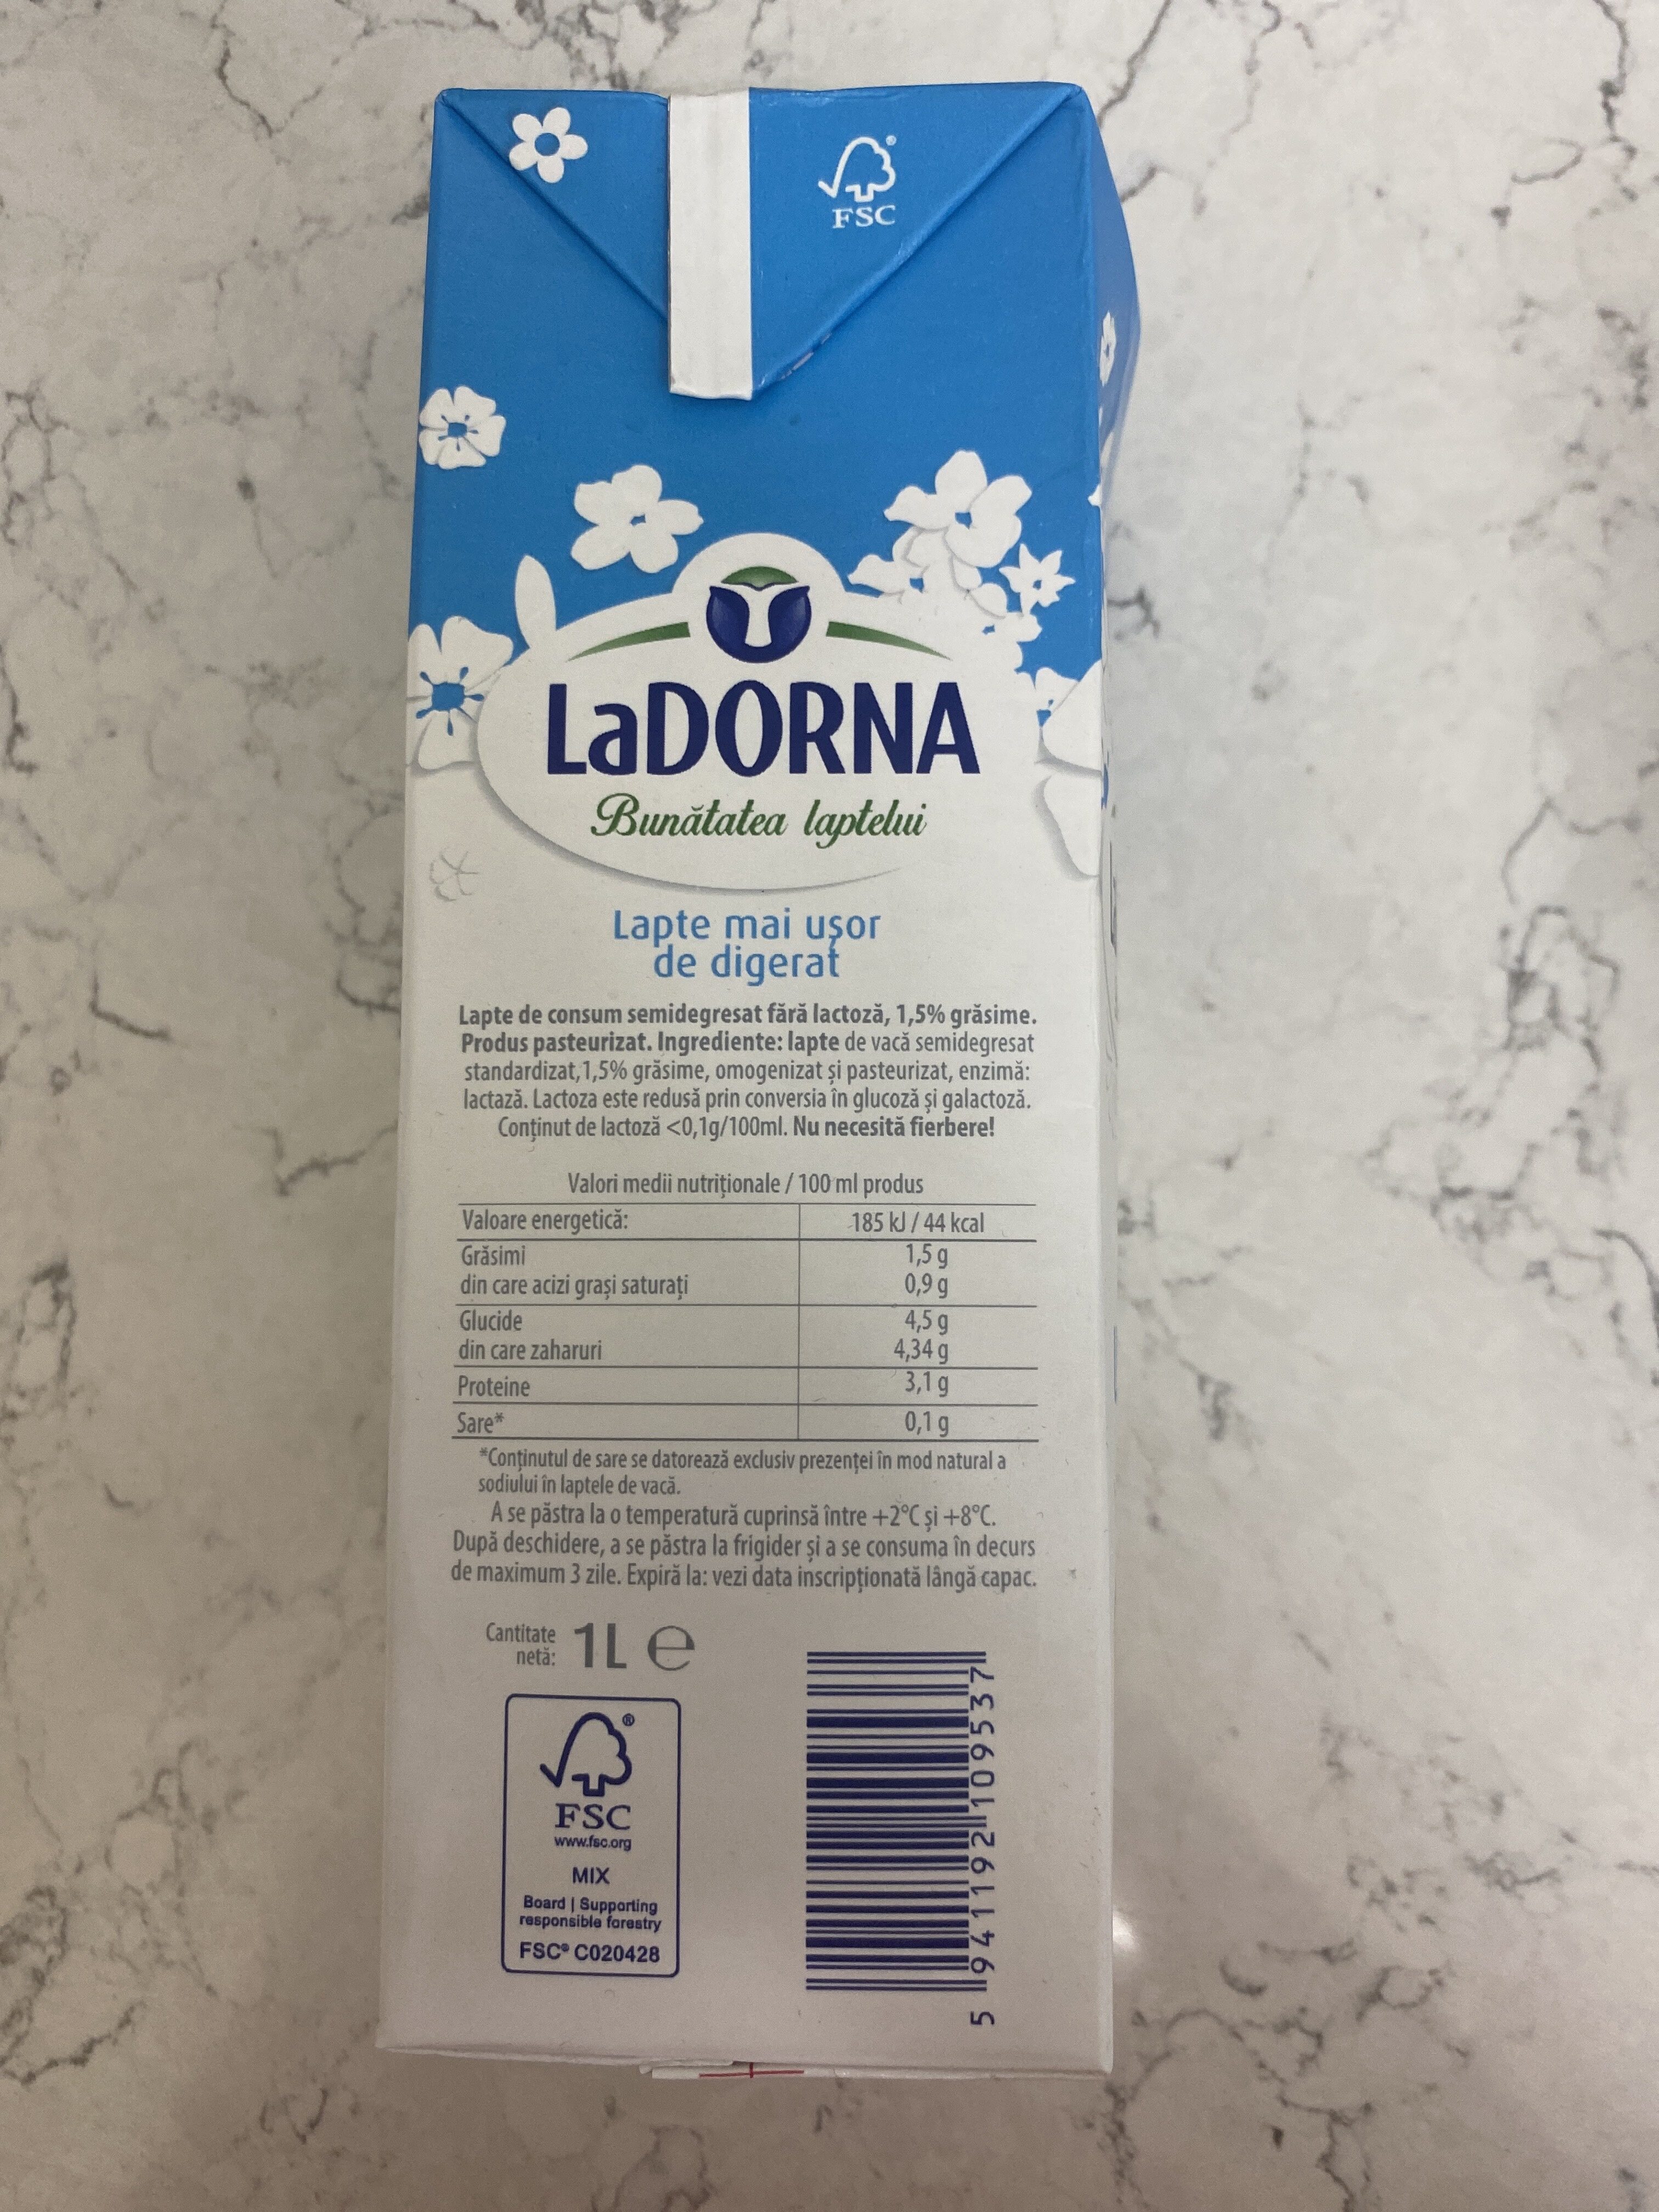 FSC
LaDORNA
Bunătatea laptelui
Lapte mai ușor
de digerat
Lapte de consum semidegresat fără lactoză, 1,5% grăsime.
Produs pasteurizat. Ingrediente: lapte de vacă semidegresat
standardizat,1,5% grăsime, omogenizat și pasteurizat, enzimă:
lactază. Lactoza este redusă prin conversia în glucoză și galactoză.
Conținut de lactoză <0,1g/100ml. Nu necesită fierbere!
Valori medii nutriționale / 100 ml produs
Valoare energetică: 185 kJ / 44 kcal
Grăsimi 1,5 g
din care acizi grași saturați 0,9 g
Glucide 4,5 g
din care zaharuri 4,34 g
Proteine 3,1 g
Sare* 0,1 g
*Conținutul de sare se datorează exclusiv prezenței în mod natural a
sodiului în laptele de vacă.
A se păstra la o temperatură cuprinsă între +2°C și +8°C.
După deschidere, a se păstra la frigider și a se consuma în decurs
de maximum 3 zile. Expiră la: vezi data inscripționată lângă capac.
Cantitate
netă: 1L ℮
FSC®
www.fsc.org
MIX
Board | Supporting
responsible forestry
FSC® C020428
5 941192 109537